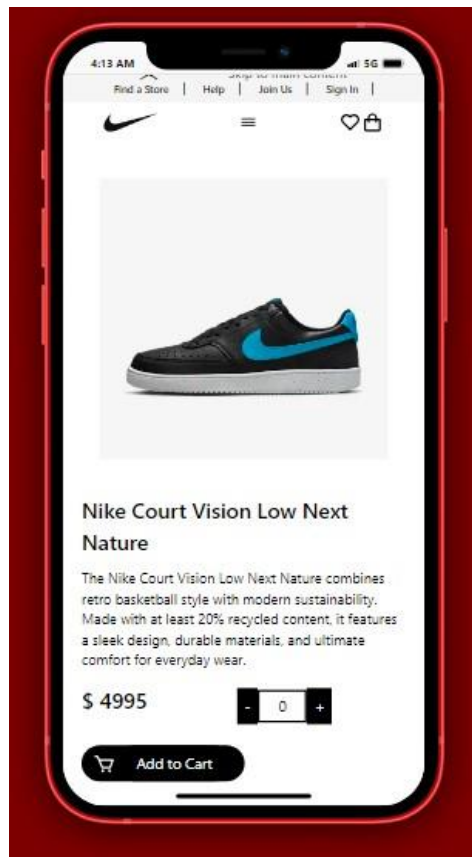 4:13 AM 5G
Skip to main content
Find a Store | Help | Join Us | Sign In |
Nike Court Vision Low Next
Nature
The Nike Court Vision Low Next Nature combines
retro basketball style with modern sustainability.
Made with at least 20% recycled content, it features
a sleek design, durable materials, and ultimate
comfort for everyday wear.
$ 4995
- 0 +
Add to Cart